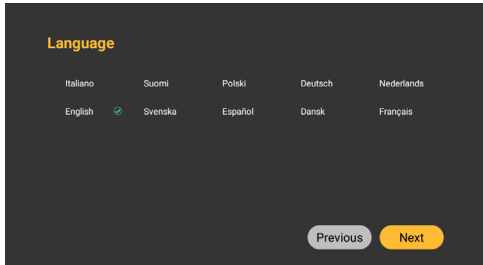 Language
Italiano Suomi Polski Deutsch Nederlands
English Svenska Español Dansk Français
Previous Next